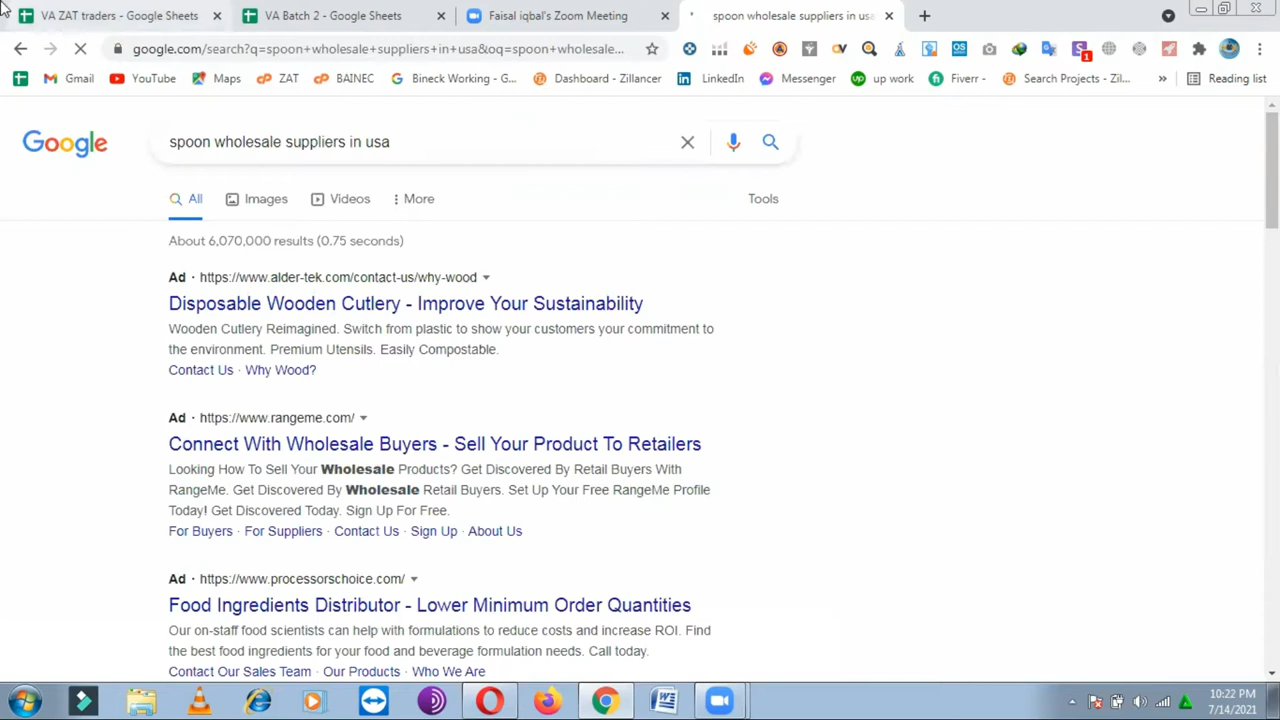 VA ZAT traders - Google Sheets
VA Batch 2 - Google Sheets
Faisal iqbal's Zoom Meeting
spoon wholesale suppliers in usa
google.com/search?q=spoon+wholesale+suppliers+in+usa&oq=spoon+wholesale...
Gmail
YouTube
Maps
ZAT
BAINEC
Bineck Working - G...
Dashboard - Zillancer
LinkedIn
Messenger
up work
Fiverr -
Search Projects - Zil...
»
Reading list
Google
spoon wholesale suppliers in usa
All
Images
Videos
More
Tools
About 6,070,000 results (0.75 seconds)
Ad · https://www.alder-tek.com/contact-us/why-wood
Disposable Wooden Cutlery - Improve Your Sustainability
Wooden Cutlery Reimagined. Switch from plastic to show your customers your commitment to
the environment. Premium Utensils. Easily Compostable.
Contact Us · Why Wood?
Ad · https://www.rangeme.com/
Connect With Wholesale Buyers - Sell Your Product To Retailers
Looking How To Sell Your Wholesale Products? Get Discovered By Retail Buyers With
RangeMe. Get Discovered By Wholesale Retail Buyers. Set Up Your Free RangeMe Profile
Today! Get Discovered Today. Sign Up For Free.
For Buyers · For Suppliers · Contact Us · Sign Up · About Us
Ad · https://www.processorschoice.com/
Food Ingredients Distributor - Lower Minimum Order Quantities
Our on-staff food scientists can help with formulations to reduce costs and increase ROI. Find
the best food ingredients for your food and beverage formulation needs. Call today.
Contact Our Sales Team · Our Products · Who We Are
10:22 PM
7/14/2021